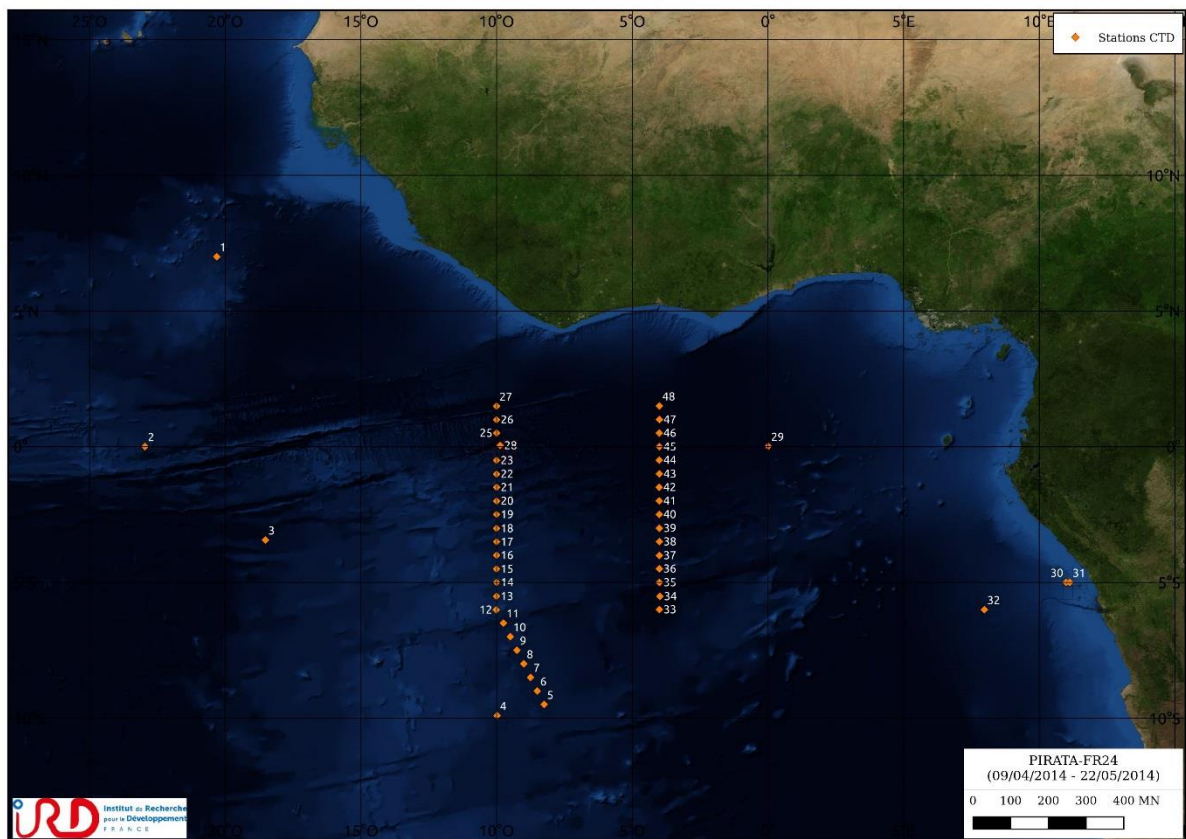 25°O 20°O 15°O 10°O 5°O 0° 5°E 10°E
Stations CTD
15°N
10°N 10°N
5°N 5°N
1
27 48
26 47
25 46
2 28 45 29
0° 0°
23 44
22 43
21 42
20 41
19 40
18 39
3 17 38
16 37
15 36
30 31
5°S 14 35 5°S
13 34
32
12 11 33
10
9
8
7
6
5
4
10°S
PIRATA-FR24
(09/04/2014 - 22/05/2014)
0 100 200 300 400 MN
IRD Institut de Recherche
pour le Développement
FRANCE
20°O 15°O 10°O 5°O 0° 5°E